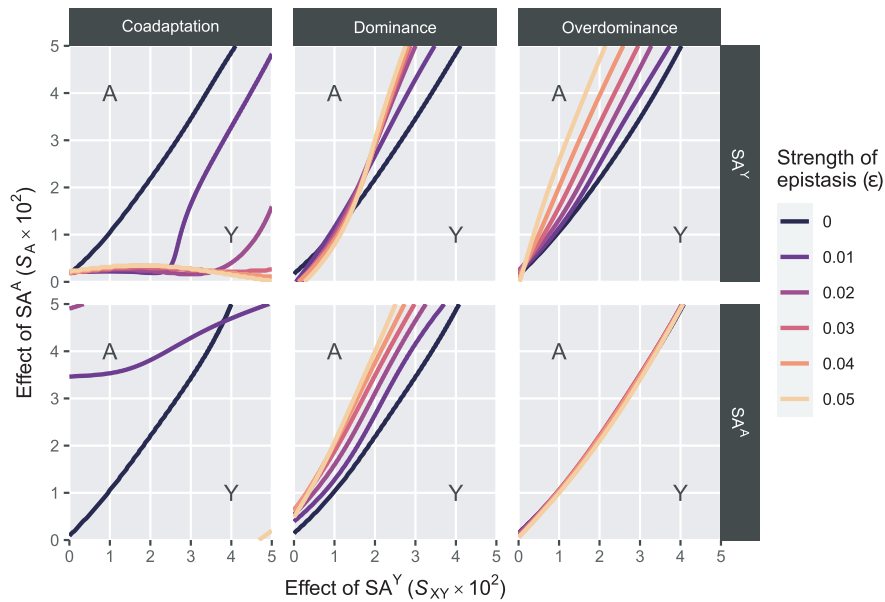 Coadaptation Dominance Overdominance
5
4
3
2
1
0
A Y
A Y
A Y
SAY
5
4
3
2
1
0
A Y
A Y
A Y
SAA
0 1 2 3 4 5
0 1 2 3 4 5
0 1 2 3 4 5
Effect of SA^A (S_A × 10^2)
Effect of SA^Y (S_XY × 10^2)
Strength of
epistasis (ε)
0
0.01
0.02
0.03
0.04
0.05